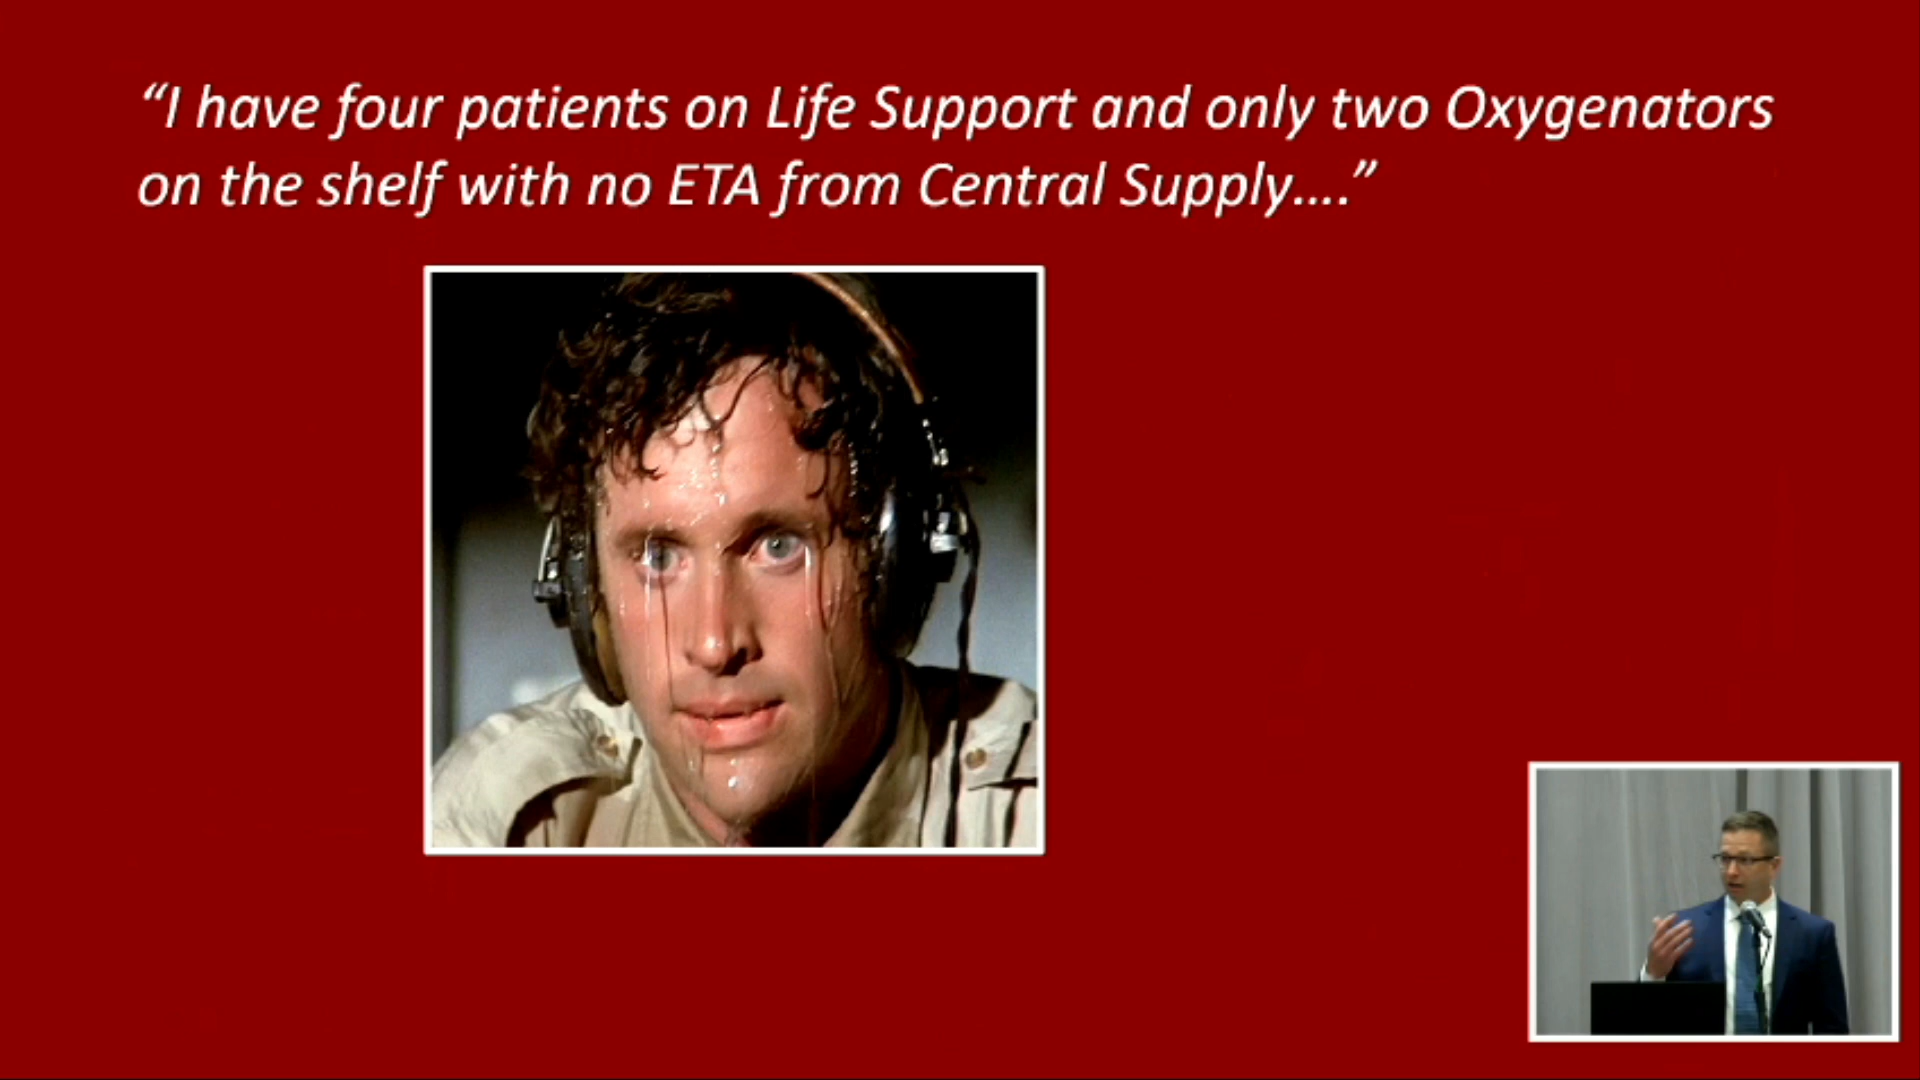 “I have four patients on Life Support and only two Oxygenators
on the shelf with no ETA from Central Supply....”